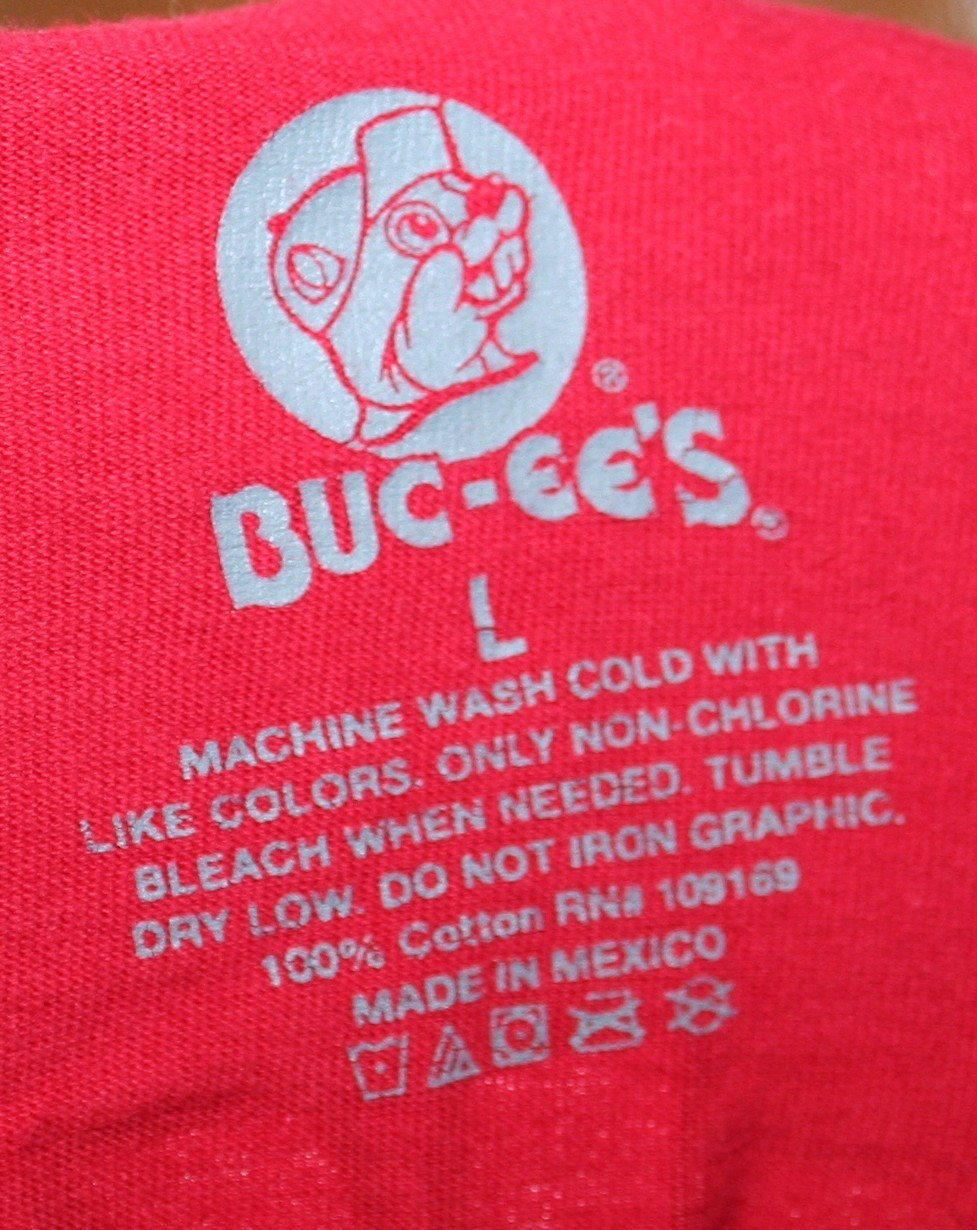 BUC-EE'S®
L
MACHINE WASH COLD WITH
LIKE COLORS. ONLY NON-CHLORINE
BLEACH WHEN NEEDED. TUMBLE
DRY LOW. DO NOT IRON GRAPHIC.
100% Cotton RN# 109169
MADE IN MEXICO